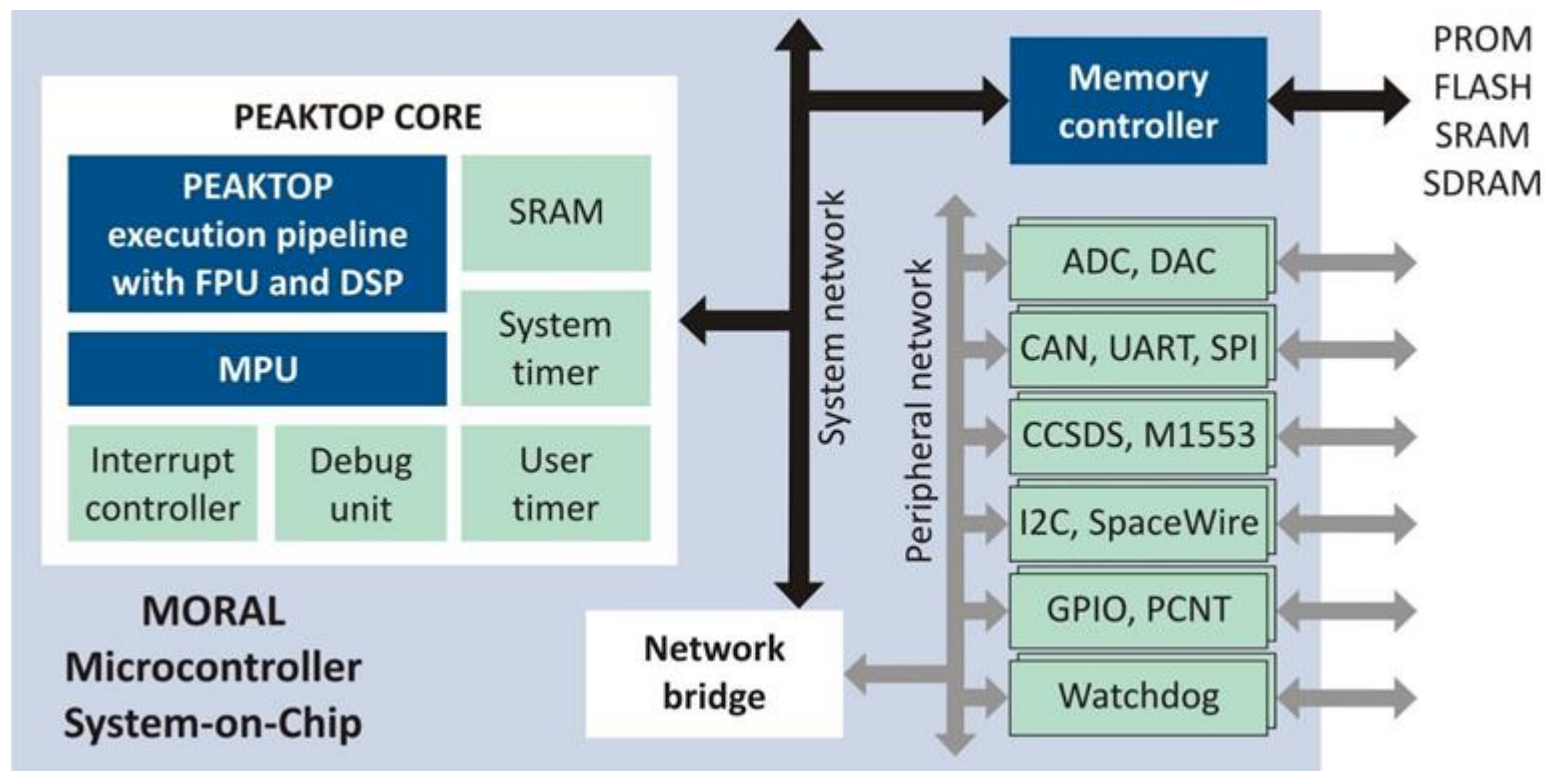 PEAKTOP CORE
PEAKTOP
execution pipeline
with FPU and DSP
SRAM
MPU
System
timer
Interrupt
controller
Debug
unit
User
timer
MORAL
Microcontroller
System-on-Chip
System network
Network
bridge
Peripheral network
Memory
controller
PROM
FLASH
SRAM
SDRAM
ADC, DAC
CAN, UART, SPI
CCSDS, M1553
I2C, SpaceWire
GPIO, PCNT
Watchdog